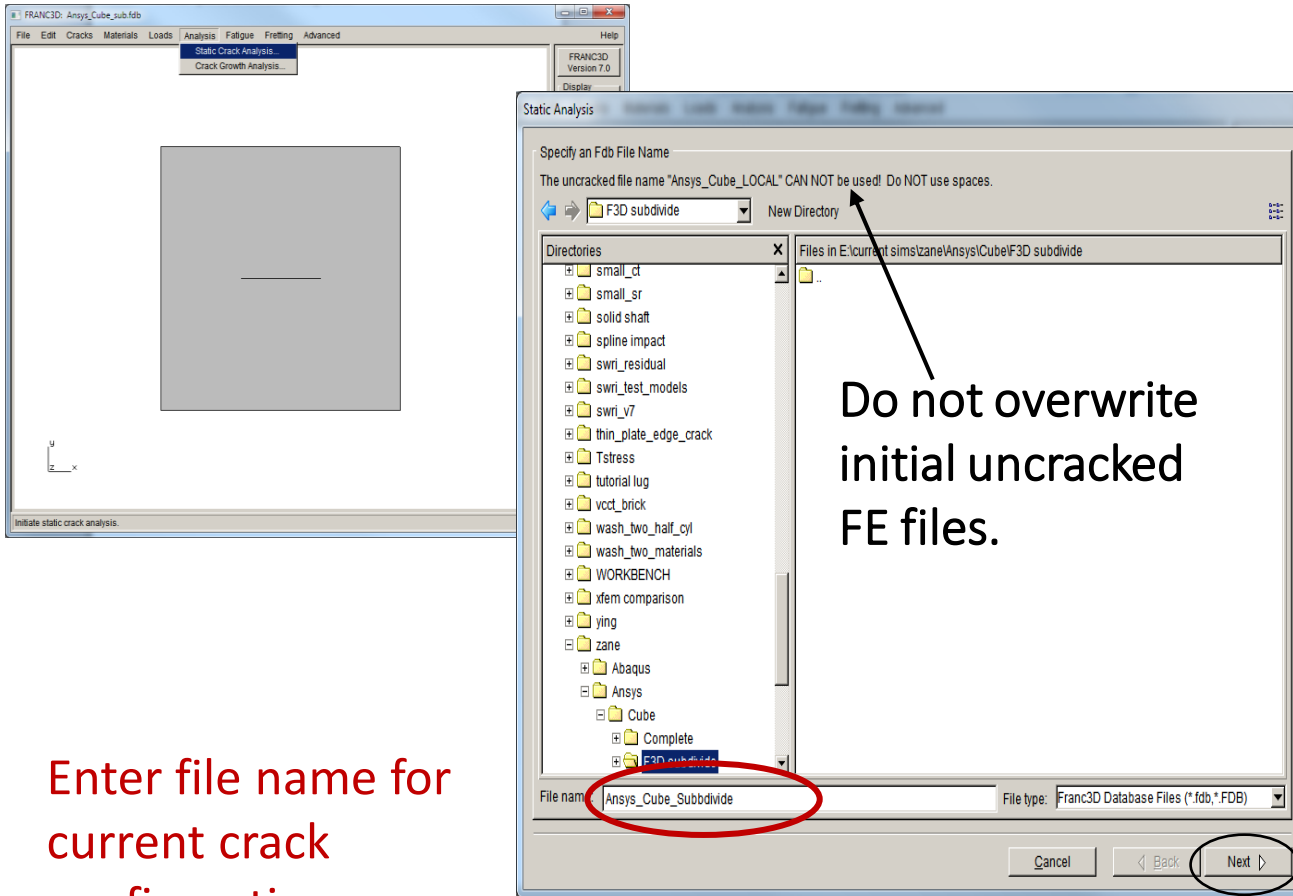 FRANC3D: Ansys_Cube_sub.fdb
File Edit Cracks Materials Loads Analysis Fatigue Fretting Advanced Help
Static Crack Analysis...
Crack Growth Analysis...
FRANC3D
Version 7.0
Display
y
z x
Initiate static crack analysis.
Static Analysis
Specify an Fdb File Name
The uncracked file name "Ansys_Cube_LOCAL" CAN NOT be used! Do NOT use spaces.
F3D subdivide New Directory
Directories X
Files in E:\current sims\zane\Ansys\Cube\F3D subdivide
..
small_ct
small_sr
solid shaft
spline impact
swri_residual
swri_test_models
swri_v7
thin_plate_edge_crack
Tstress
tutorial lug
vcct_brick
wash_two_half_cyl
wash_two_materials
WORKBENCH
xfem comparison
ying
zane
Abaqus
Ansys
Cube
Complete
F3D subdivide
Do not overwrite
initial uncracked
FE files.
File name: Ansys_Cube_Subbdivide File type: Franc3D Database Files (*.fdb,*.FDB)
Cancel Back Next
Enter file name for
current crack